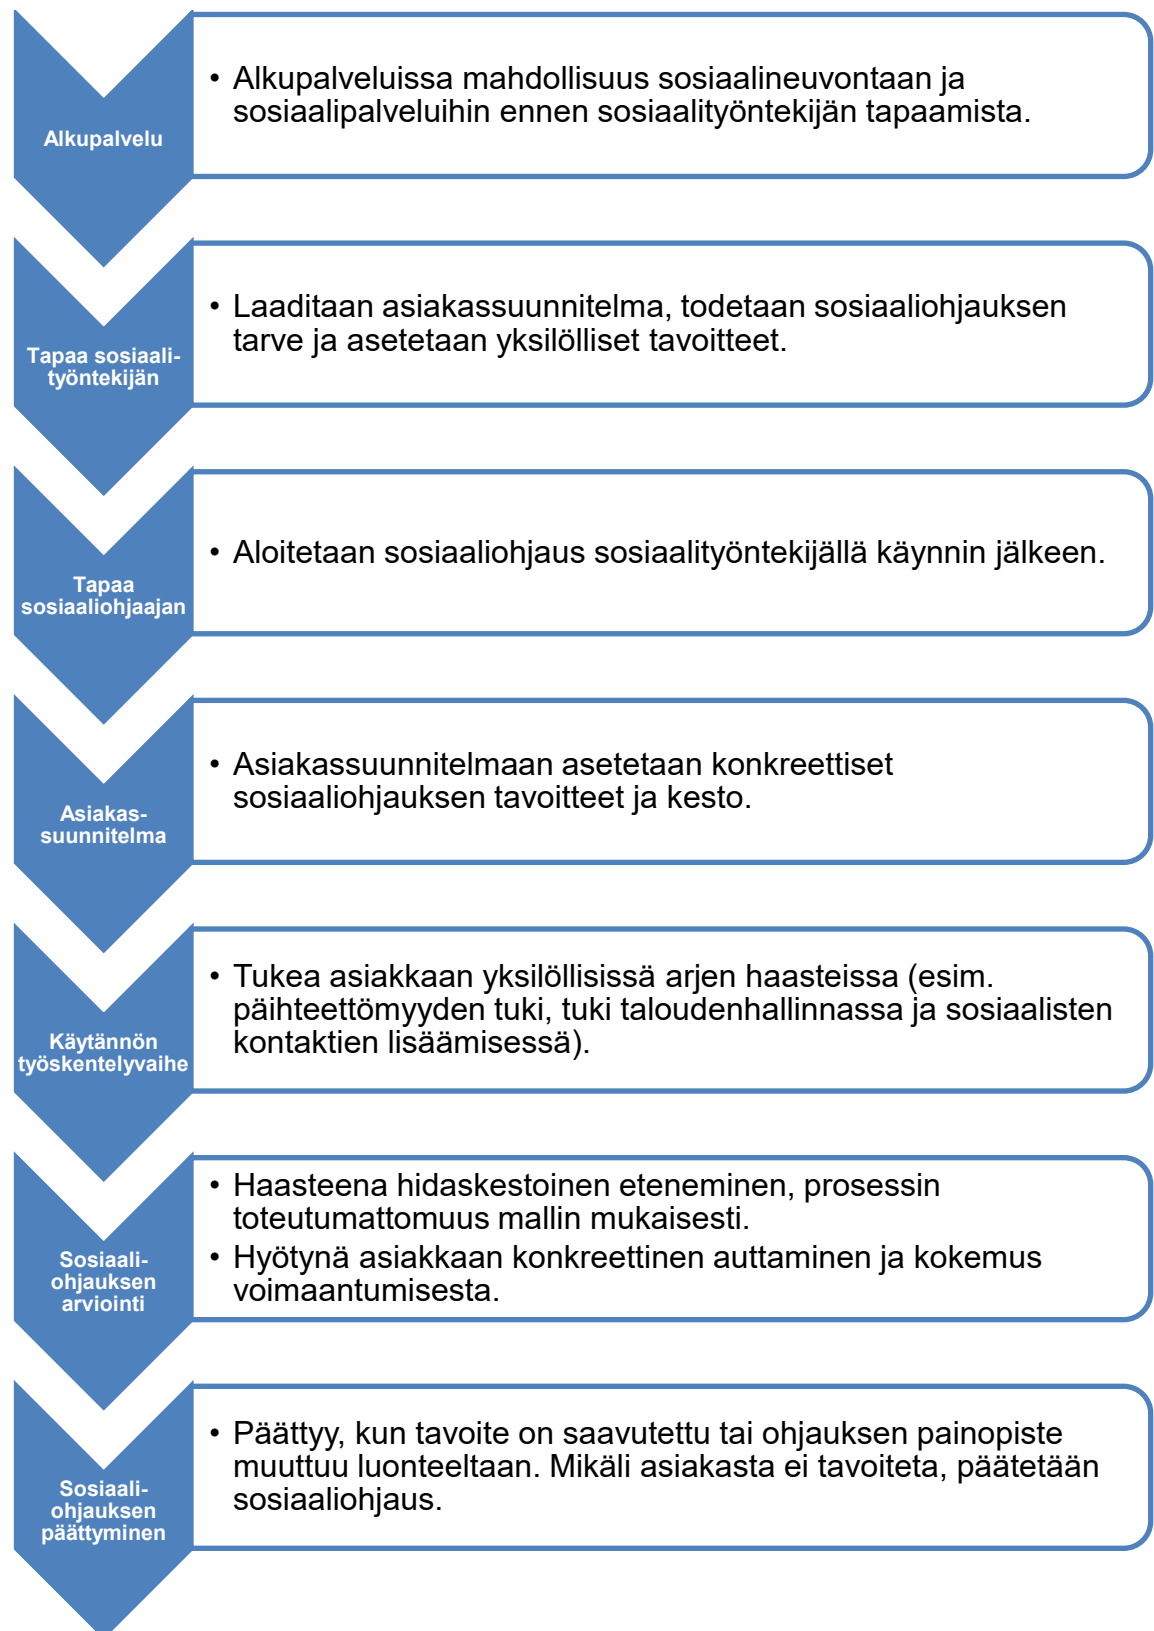 Alkupalvelu
• Alkupalveluissa mahdollisuus sosiaalineuvontaan ja
sosiaalipalveluihin ennen sosiaalityöntekijän tapaamista.
Tapaa sosiaali-
työntekijän
• Laaditaan asiakassuunnitelma, todetaan sosiaaliohjauksen
tarve ja asetetaan yksilölliset tavoitteet.
Tapaa
sosiaaliohjaajan
• Aloitetaan sosiaaliohjaus sosiaalityöntekijällä käynnin jälkeen.
Asiakas-
suunnitelma
• Asiakassuunnitelmaan asetetaan konkreettiset
sosiaaliohjauksen tavoitteet ja kesto.
Käytännön
työskentelyvaihe
• Tukea asiakkaan yksilöllisissä arjen haasteissa (esim.
päihteettömyyden tuki, tuki taloudenhallinnassa ja sosiaalisten
kontaktien lisäämisessä).
Sosiaali-
ohjauksen
arviointi
• Haasteena hidaskestoinen eteneminen, prosessin
toteutumattomuus mallin mukaisesti.
• Hyötynä asiakkaan konkreettinen auttaminen ja kokemus
voimaantumisesta.
Sosiaali-
ohjauksen
päättyminen
• Päättyy, kun tavoite on saavutettu tai ohjauksen painopiste
muuttuu luonteeltaan. Mikäli asiakasta ei tavoiteta, päätetään
sosiaaliohjaus.